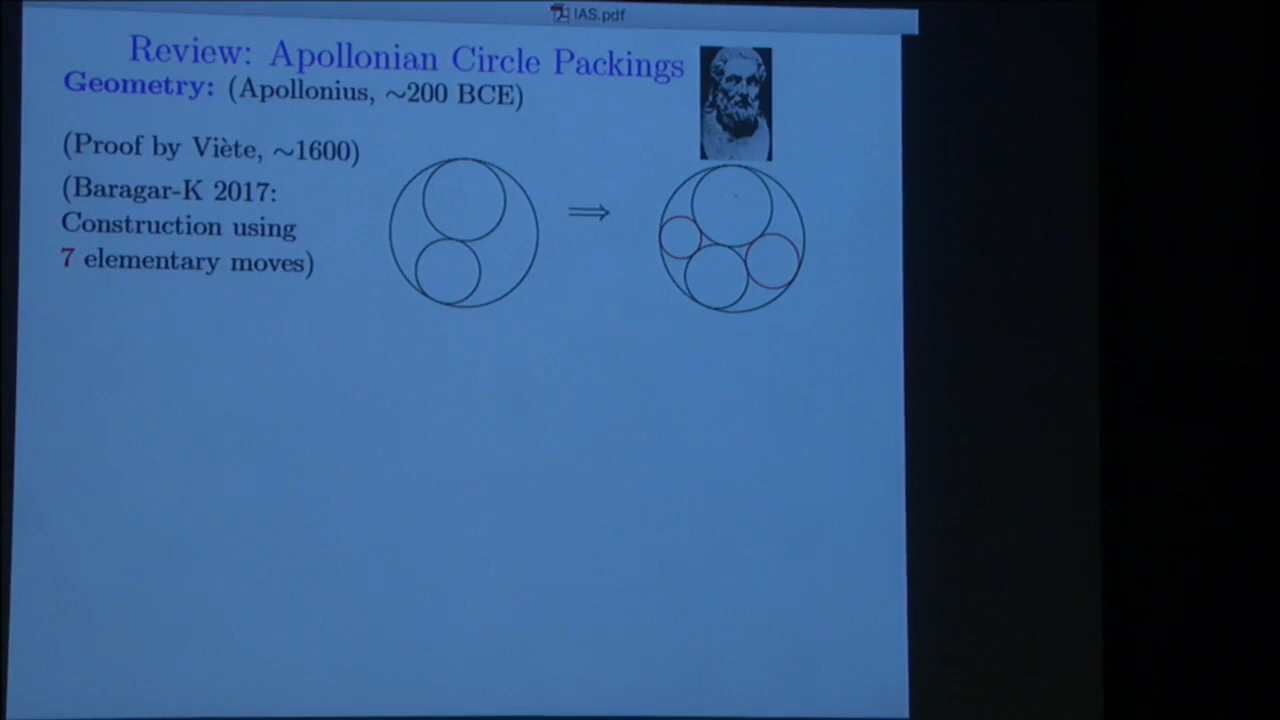 IAS.pdf
Review: Apollonian Circle Packings
Geometry: (Apollonius, ~200 BCE)
(Proof by Viète, ~1600)
(Baragar-K 2017:
Construction using
7 elementary moves)